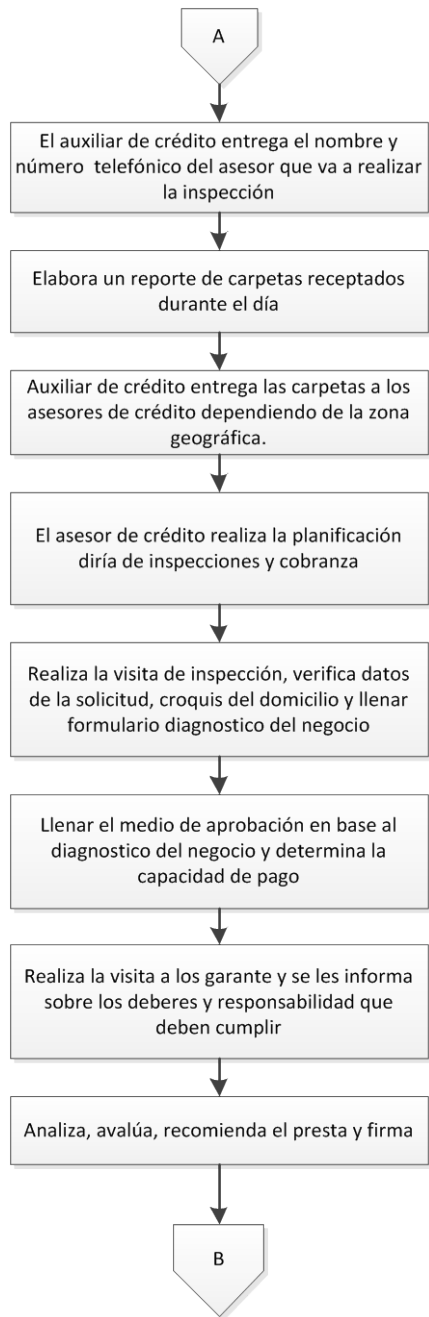 A
El auxiliar de crédito entrega el nombre y
número telefónico del asesor que va a realizar
la inspección
Elabora un reporte de carpetas receptados
durante el día
Auxiliar de crédito entrega las carpetas a los
asesores de crédito dependiendo de la zona
geográfica.
El asesor de crédito realiza la planificación
diría de inspecciones y cobranza
Realiza la visita de inspección, verifica datos
de la solicitud, croquis del domicilio y llenar
formulario diagnostico del negocio
Llenar el medio de aprobación en base al
diagnostico del negocio y determina la
capacidad de pago
Realiza la visita a los garante y se les informa
sobre los deberes y responsabilidad que
deben cumplir
Analiza, avalúa, recomienda el presta y firma
B